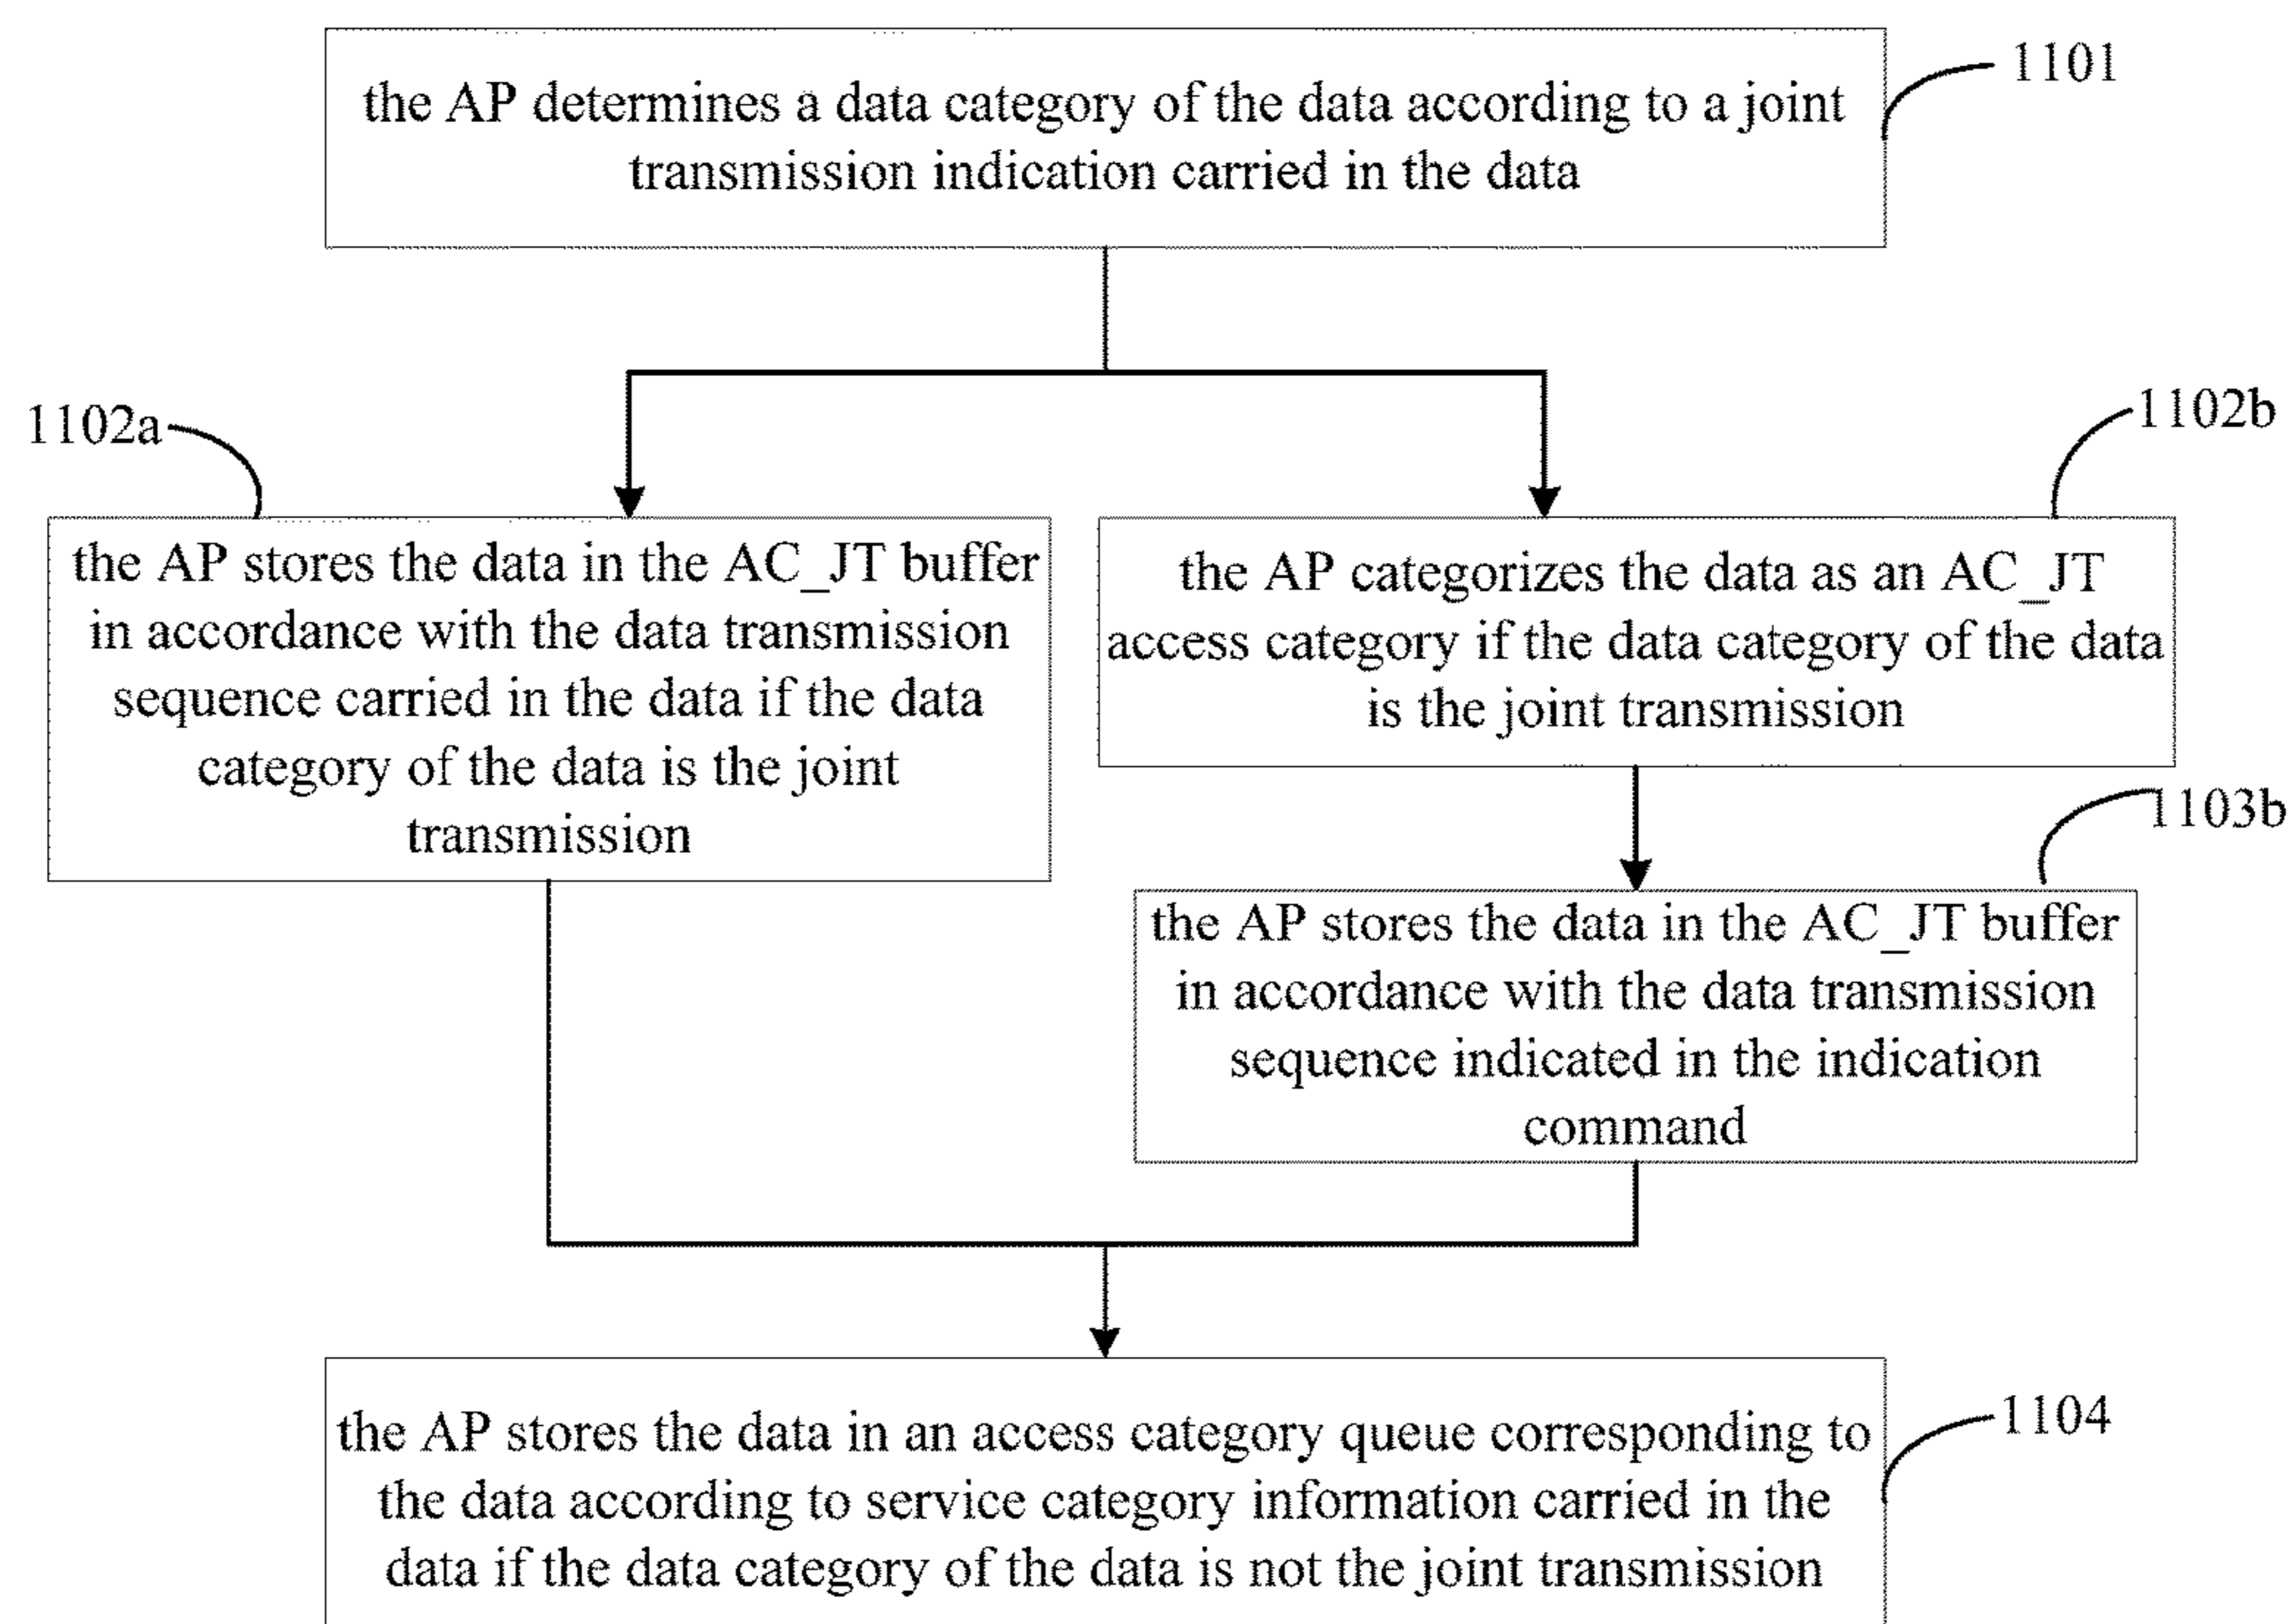 the AP determines a data category of the data according to a joint
transmission indication carried in the data
1101
1102a
1102b
the AP stores the data in the AC_JT buffer
in accordance with the data transmission
sequence carried in the data if the data
category of the data is the joint
transmission
the AP categorizes the data as an AC_JT
access category if the data category of the data
is the joint transmission
1103b
the AP stores the data in the AC_JT buffer
in accordance with the data transmission
sequence indicated in the indication
command
the AP stores the data in an access category queue corresponding to
the data according to service category information carried in the
data if the data category of the data is not the joint transmission
1104